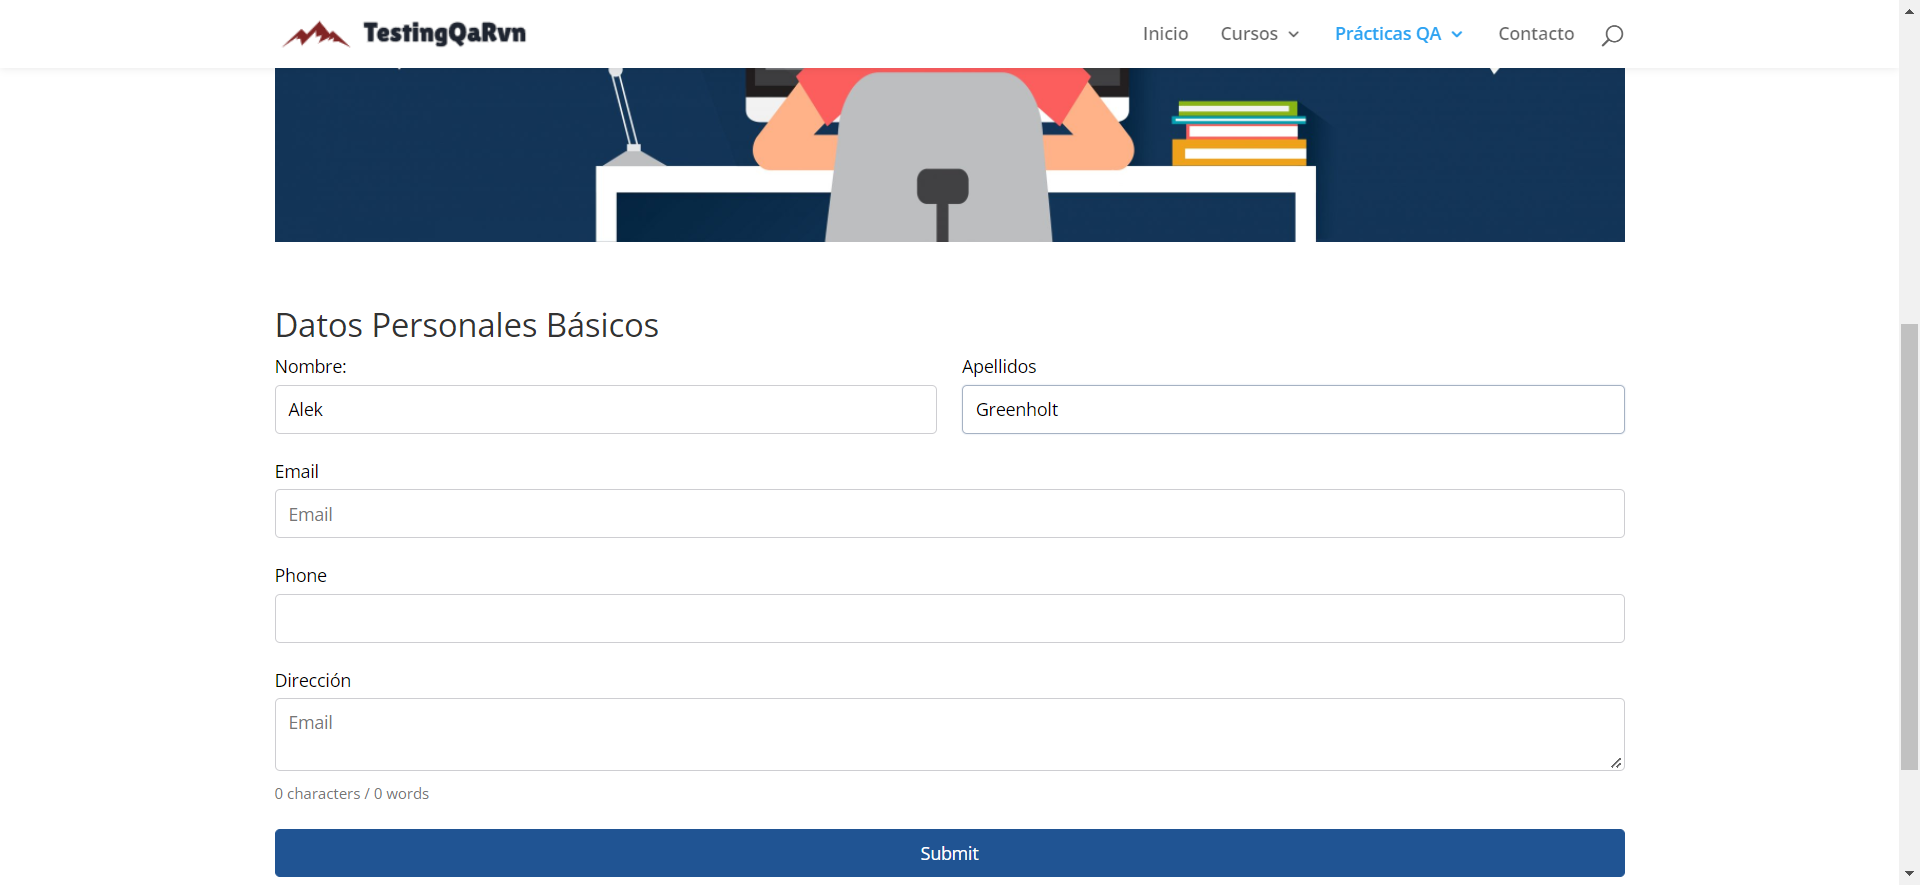 TestingQaRvn
Inicio Cursos Prácticas QA Contacto
Datos Personales Básicos
Nombre: Apellidos
Alek Greenholt
Email
Email
Phone
Dirección
Email
0 characters / 0 words
Submit